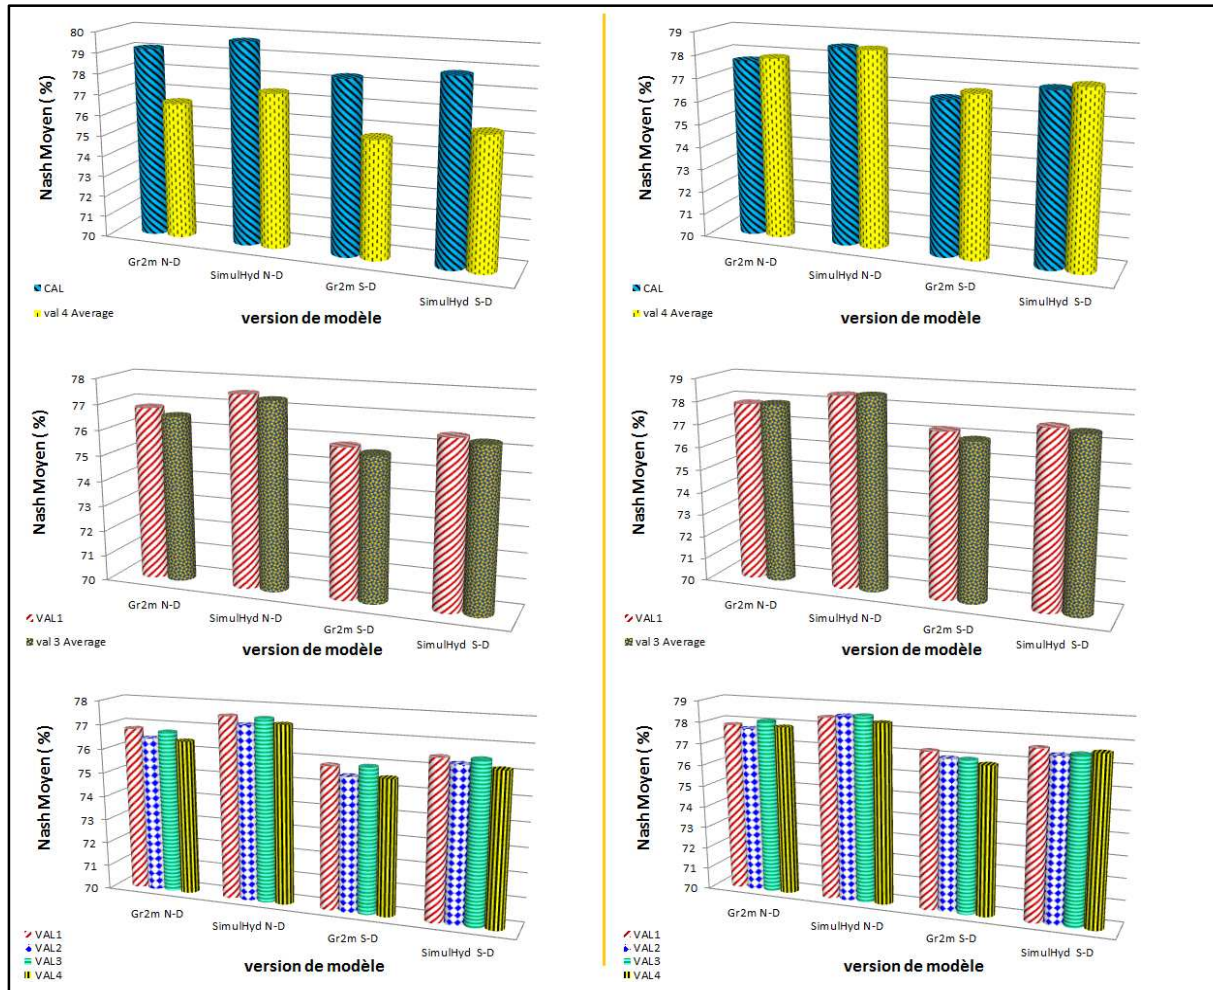 Nash Moyen ( %)
80
79
78
77
76
75
74
73
72
71
70
Gr2m N-D
SimulHyd N-D
Gr2m S-D
SimulHyd S-D
CAL
val 4 Average
version de modèle
Nash Moyen ( %)
79
78
77
76
75
74
73
72
71
70
Gr2m N-D
SimulHyd N-D
Gr2m S-D
SimulHyd S-D
CAL
val 4 Average
version de modèle
Nash Moyen ( %)
78
77
76
75
74
73
72
71
70
Gr2m N-D
SimulHyd N-D
Gr2m S-D
SimulHyd S-D
VAL1
val 3 Average
version de modèle
Nash Moyen ( %)
79
78
77
76
75
74
73
72
71
70
Gr2m N-D
SimulHyd N-D
Gr2m S-D
SimulHyd S-D
VAL1
val 3 Average
version de modèle
Nash Moyen ( %)
78
77
76
75
74
73
72
71
70
Gr2m N-D
SimulHyd N-D
Gr2m S-D
SimulHyd S-D
VAL1
VAL2
VAL3
VAL4
version de modèle
Nash Moyen ( %)
79
78
77
76
75
74
73
72
71
70
Gr2m N-D
SimulHyd N-D
Gr2m S-D
SimulHyd S-D
VAL1
VAL2
VAL3
VAL4
version de modèle